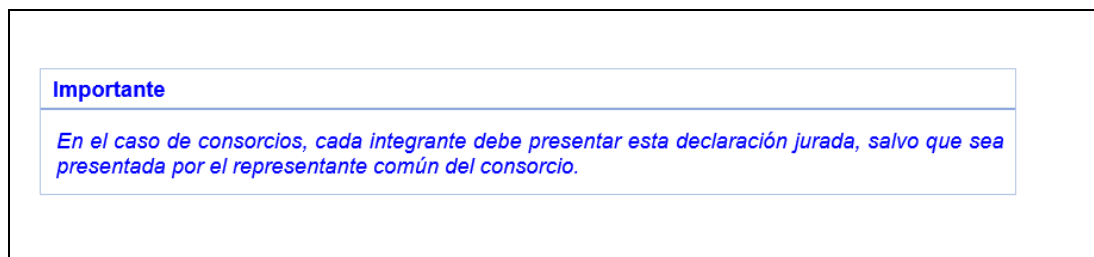 Importante
En el caso de consorcios, cada integrante debe presentar esta declaración jurada, salvo que sea
presentada por el representante común del consorcio.